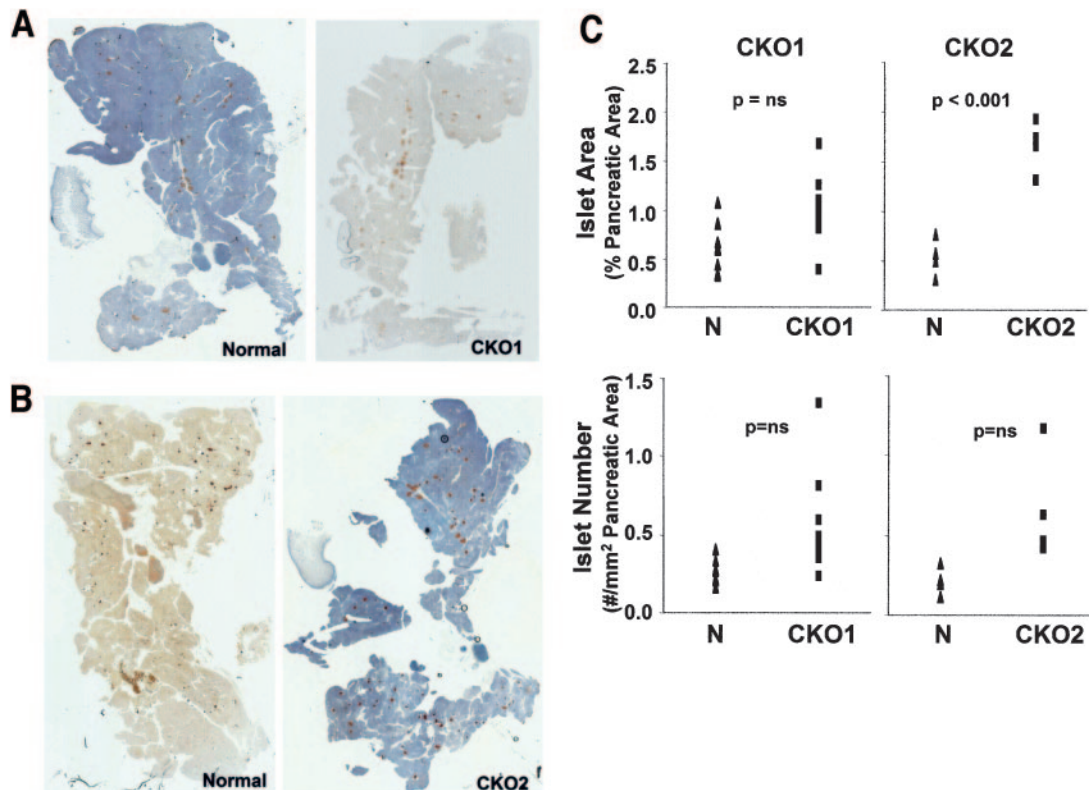 A
Normal
CKO1
B
Normal
CKO2
C
CKO1
CKO2
Islet Area
(% Pancreatic Area)
2.5
2.0
1.5
1.0
0.5
0.0
p = ns
p < 0.001
N
CKO1
N
CKO2
Islet Number
(#/mm² Pancreatic Area)
1.5
1.0
0.5
0.0
p=ns
p=ns
N
CKO1
N
CKO2